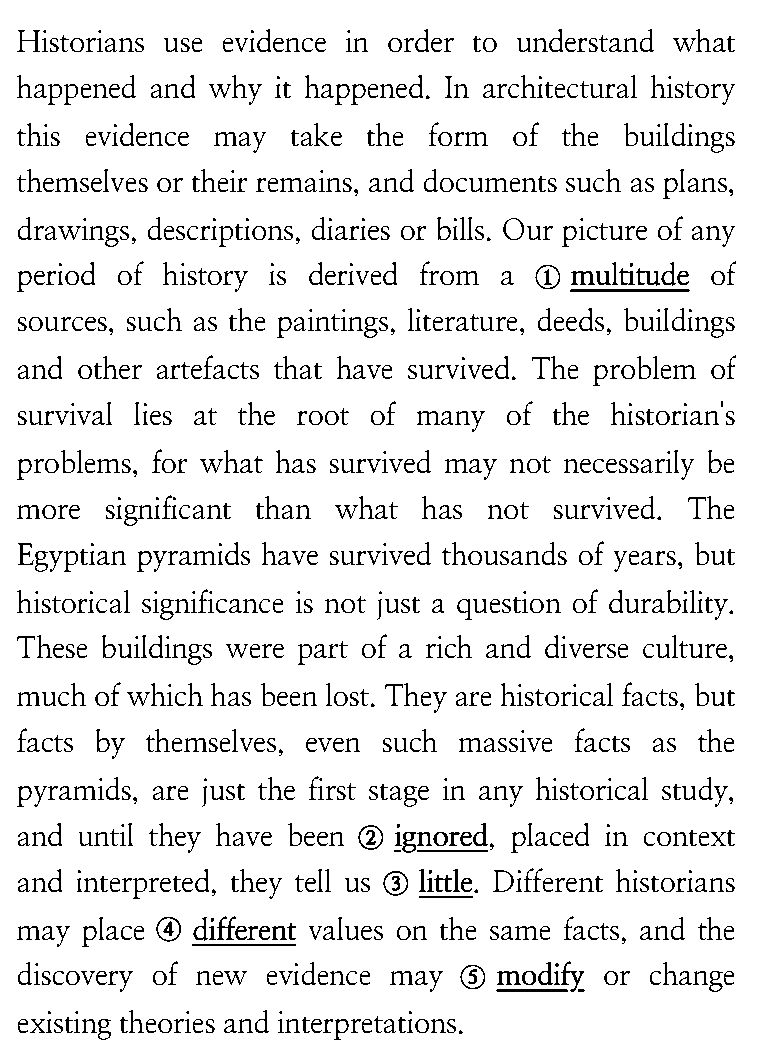 Historians use evidence in order to understand what
happened and why it happened. In architectural history
this evidence may take the form of the buildings
themselves or their remains, and documents such as plans,
drawings, descriptions, diaries or bills. Our picture of any
period of history is derived from a ① multitude of
sources, such as the paintings, literature, deeds, buildings
and other artefacts that have survived. The problem of
survival lies at the root of many of the historian's
problems, for what has survived may not necessarily be
more significant than what has not survived. The
Egyptian pyramids have survived thousands of years, but
historical significance is not just a question of durability.
These buildings were part of a rich and diverse culture,
much of which has been lost. They are historical facts, but
facts by themselves, even such massive facts as the
pyramids, are just the first stage in any historical study,
and until they have been ② ignored, placed in context
and interpreted, they tell us ③ little. Different historians
may place ④ different values on the same facts, and the
discovery of new evidence may ⑤ modify or change
existing theories and interpretations.